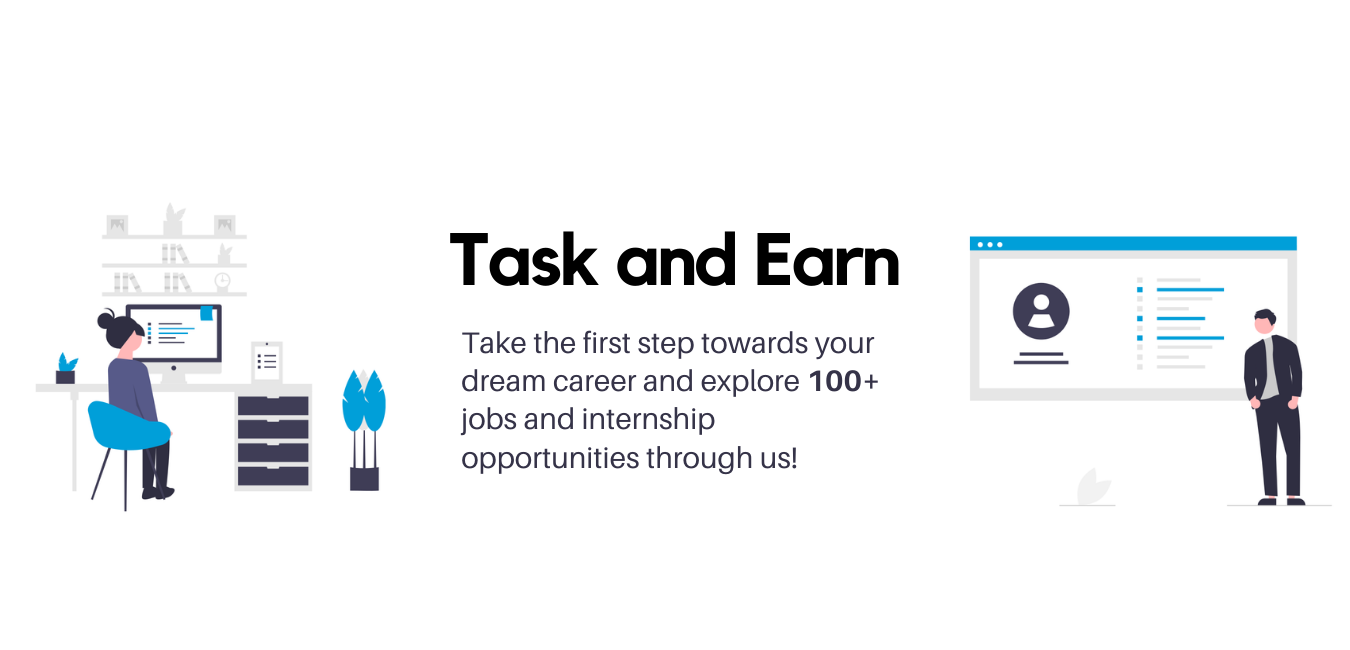 Task and Earn
Take the first step towards your
dream career and explore 100+
jobs and internship
opportunities through us!